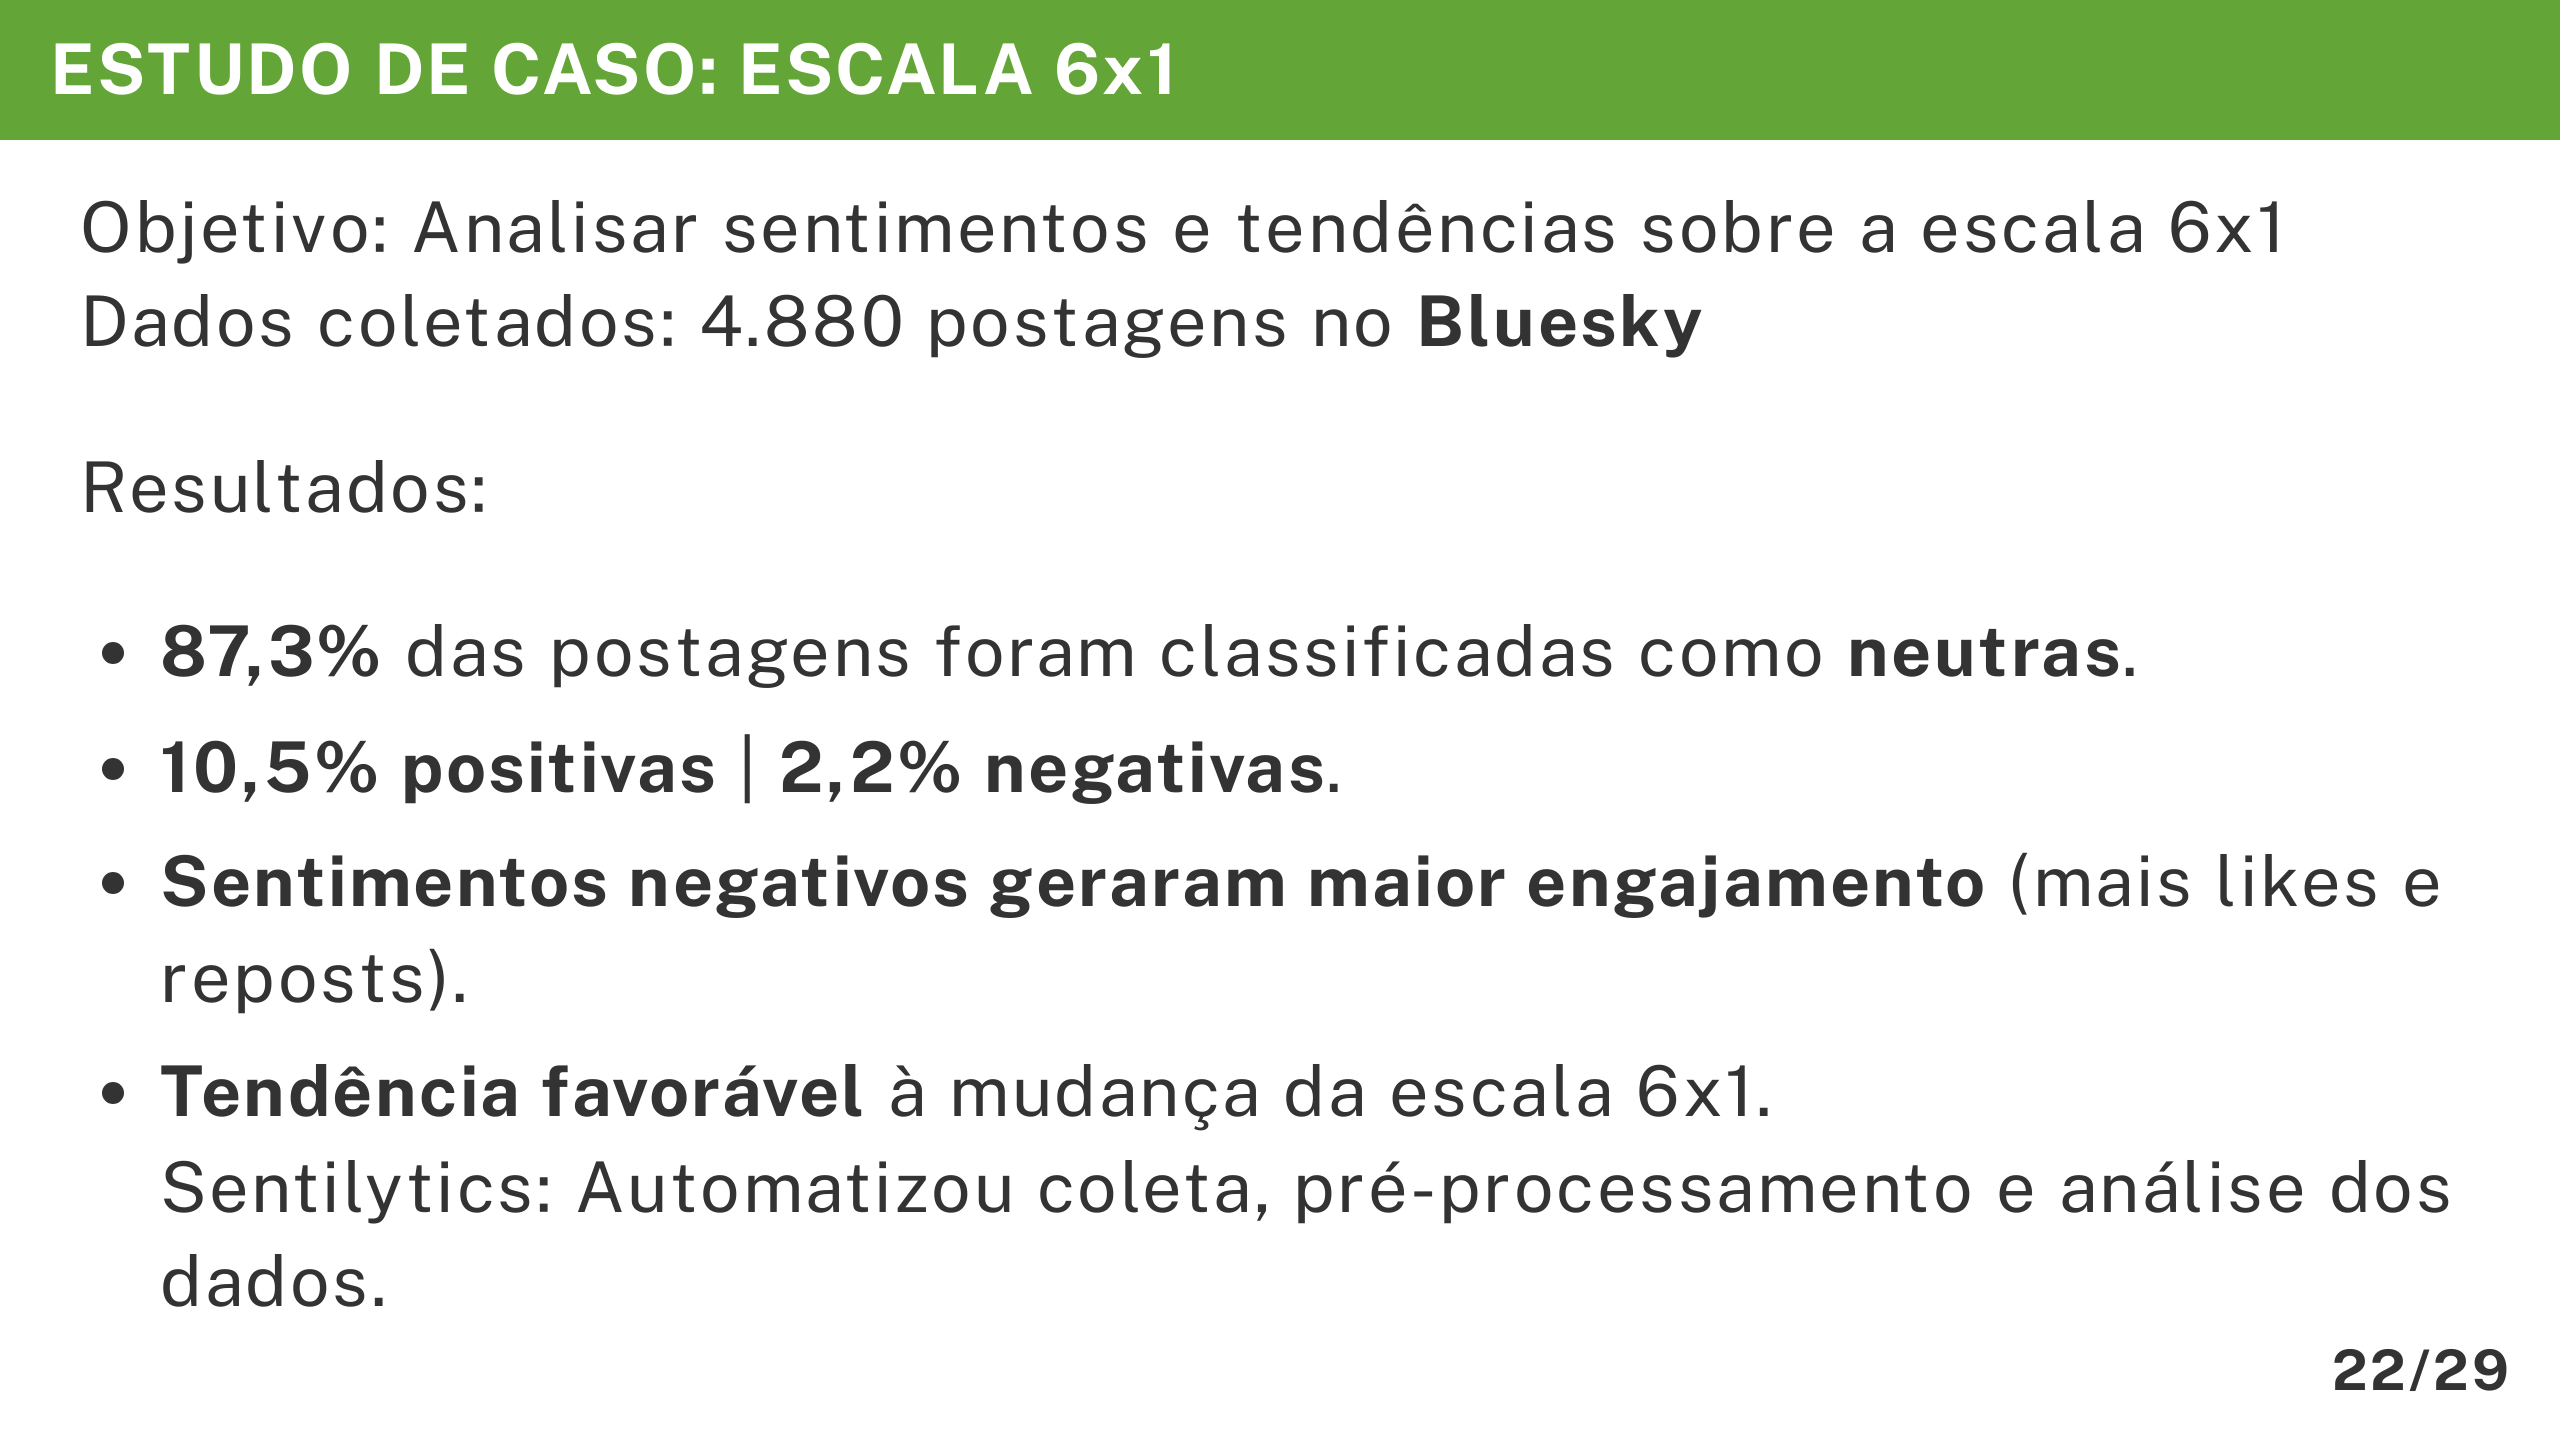 ESTUDO DE CASO: ESCALA 6x1
Objetivo: Analisar sentimentos e tendências sobre a escala 6x1
Dados coletados: 4.880 postagens no Bluesky
Resultados:
• 87,3% das postagens foram classificadas como neutras.
• 10,5% positivas | 2,2% negativas.
• Sentimentos negativos geraram maior engajamento (mais likes e
reposts).
• Tendência favorável à mudança da escala 6x1.
Sentilytics: Automatizou coleta, pré-processamento e análise dos
dados.
22/29